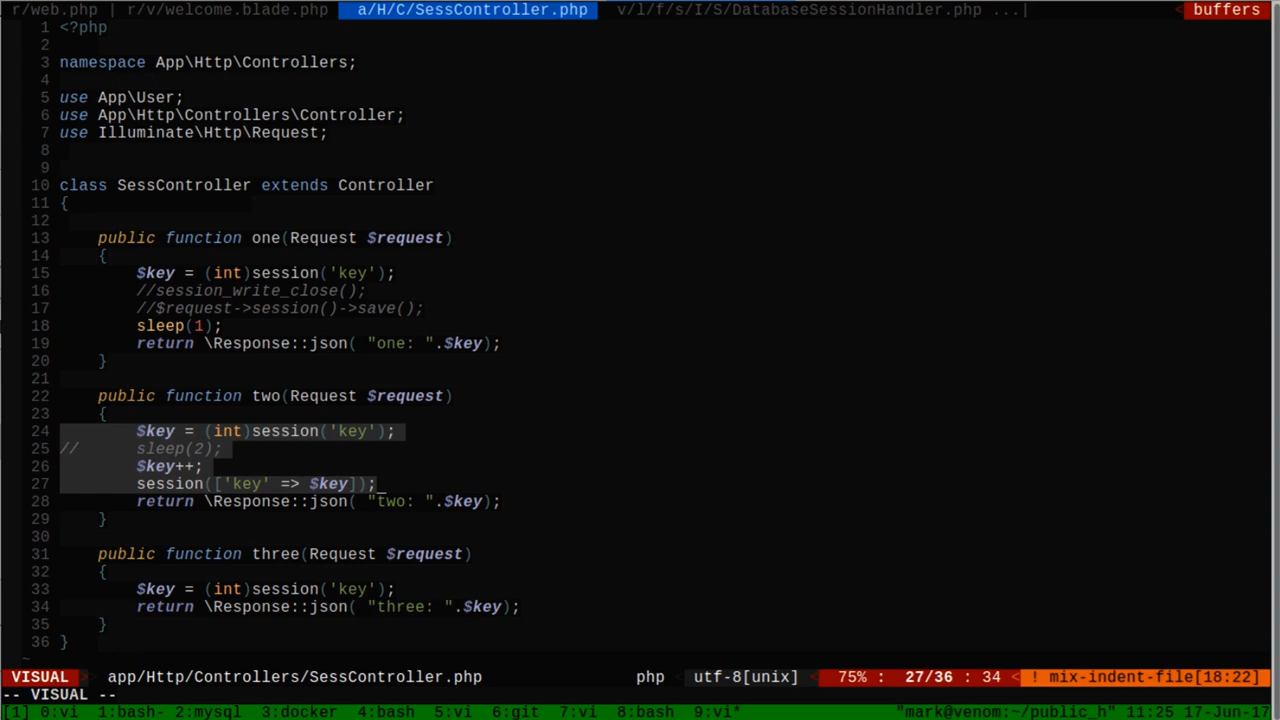 r/web.php | r/v/welcome.blade.php a/H/C/SessController.php v/l/f/s/I/S/DatabaseSessionHandler.php ...| < buffers
1 <?php
2
3 namespace App\Http\Controllers;
4
5 use App\User;
6 use App\Http\Controllers\Controller;
7 use Illuminate\Http\Request;
8
9
10 class SessController extends Controller
11 {
12
13 public function one(Request $request)
14 {
15 $key = (int)session('key');
16 //session_write_close();
17 //$request->session()->save();
18 sleep(1);
19 return \Response::json( "one: ".$key);
20 }
21
22 public function two(Request $request)
23 {
24 $key = (int)session('key');
25 // sleep(2);
26 $key++;
27 session(['key' => $key]);_
28 return \Response::json( "two: ".$key);
29 }
30
31 public function three(Request $request)
32 {
33 $key = (int)session('key');
34 return \Response::json( "three: ".$key);
35 }
36 }
~
VISUAL > app/Http/Controllers/SessController.php php < utf-8[unix] < 75% : 27/36 : 34 < ! mix-indent-file[18:22]
-- VISUAL --
[1] 0:vi 1:bash- 2:mysql 3:docker 4:bash 5:vi 6:git 7:vi 8:bash 9:vi* "mark@venom:~/public_h" 11:25 17-Jun-17